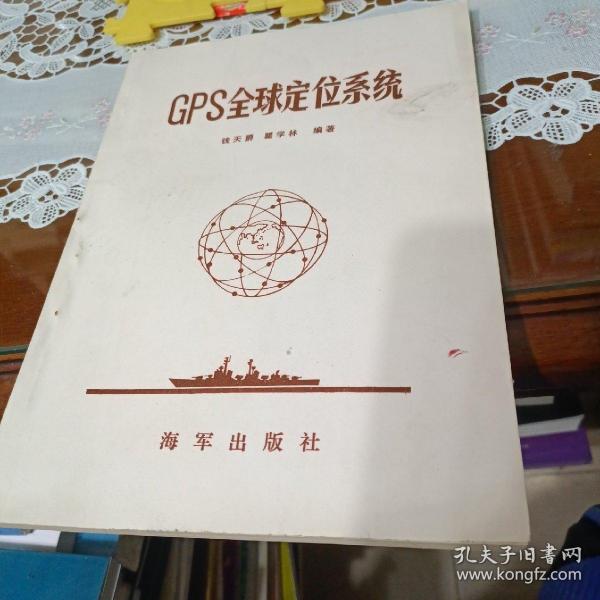 GPS全球定位系统
钱天爵 瞿学林 编著
海军出版社
孔夫子旧书网
www.kongfz.com